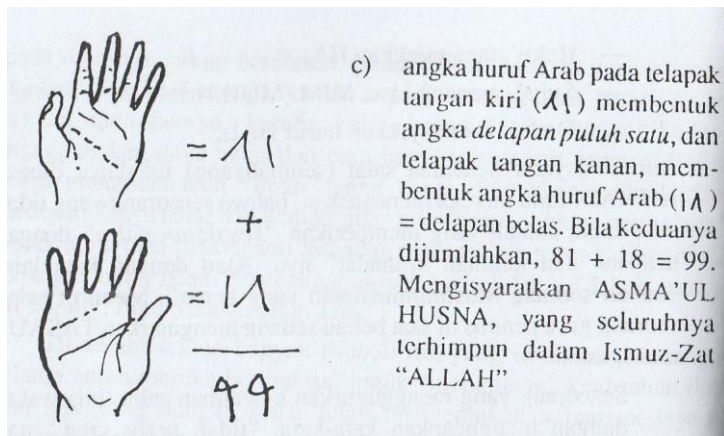 c) angka huruf Arab pada telapak
tangan kiri (٨١) membentuk
angka delapan puluh satu, dan
telapak tangan kanan, mem-
bentuk angka huruf Arab (١٨)
= delapan belas. Bila keduanya
dijumlahkan, 81 + 18 = 99.
Mengisyaratkan ASMA'UL
HUSNA, yang seluruhnya
terhimpun dalam Ismuz-Zat
“ALLAH”
= ٨١
+
= ١٨
٩٩